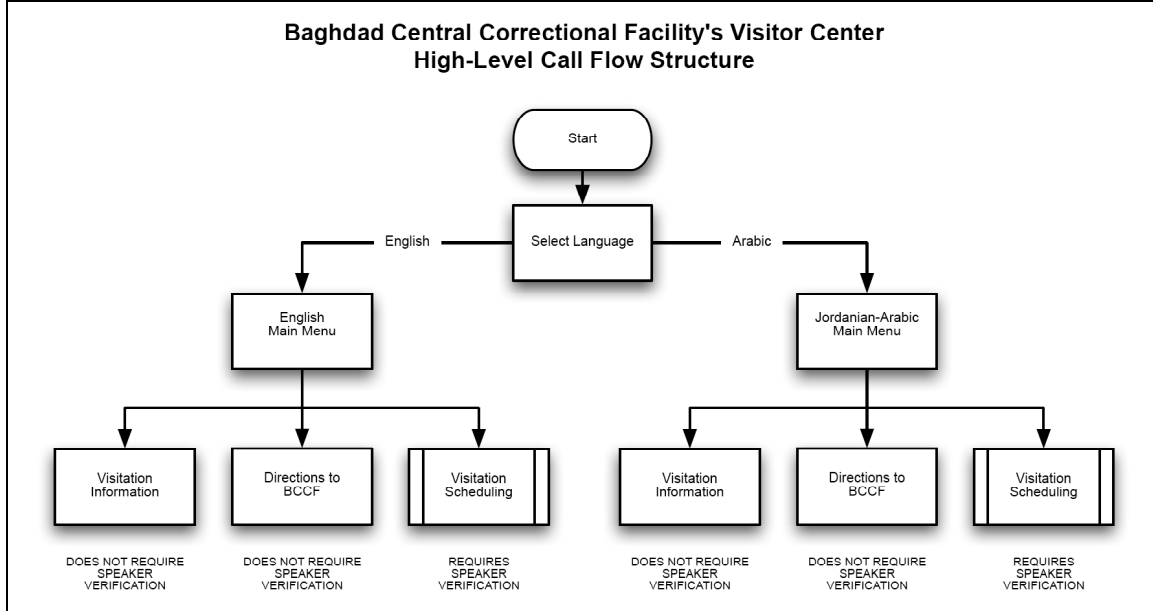 Baghdad Central Correctional Facility's Visitor Center
High-Level Call Flow Structure
Start
Select Language
English
Arabic
English
Main Menu
Jordanian-Arabic
Main Menu
Visitation
Information
Directions to
BCCF
Visitation
Scheduling
Visitation
Information
Directions to
BCCF
Visitation
Scheduling
DOES NOT REQUIRE
SPEAKER
VERIFICATION
DOES NOT REQUIRE
SPEAKER
VERIFICATION
REQUIRES
SPEAKER
VERIFICATION
DOES NOT REQUIRE
SPEAKER
VERIFICATION
DOES NOT REQUIRE
SPEAKER
VERIFICATION
REQUIRES
SPEAKER
VERIFICATION